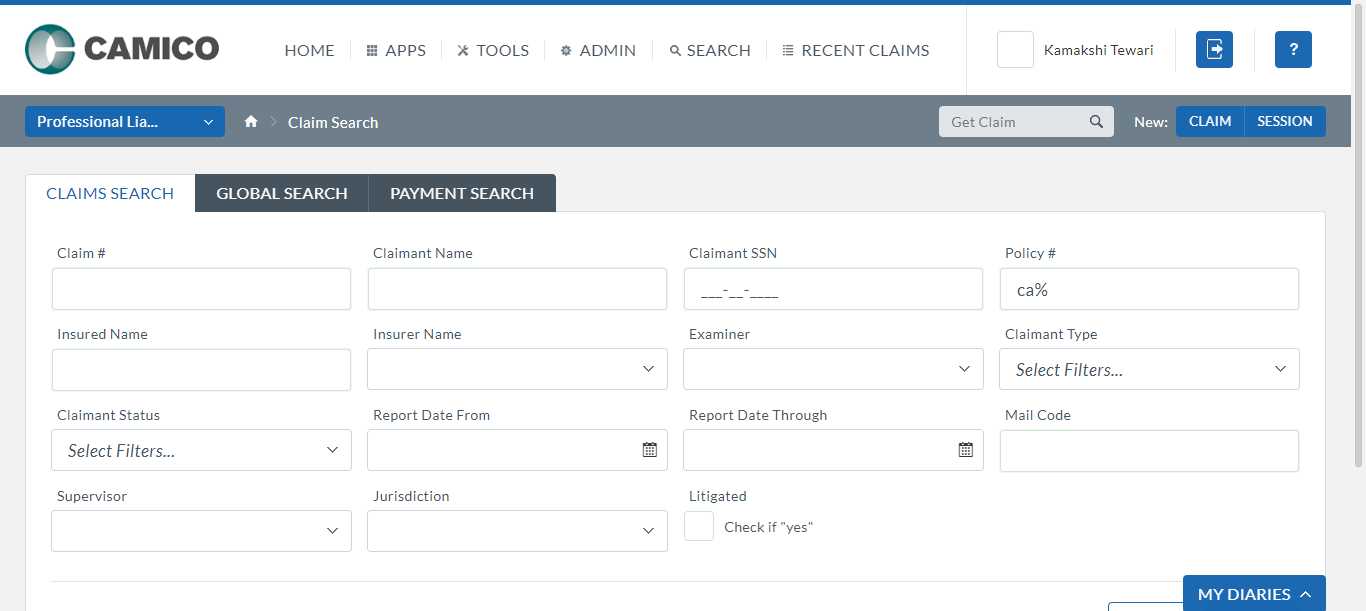 CAMICO
HOME APPS TOOLS ADMIN SEARCH RECENT CLAIMS Kamakshi Tewari ?
Professional Lia... Claim Search Get Claim New: CLAIM SESSION
CLAIMS SEARCH GLOBAL SEARCH PAYMENT SEARCH
Claim # Claimant Name Claimant SSN Policy #
___-__-____ ca%
Insured Name Insurer Name Examiner Claimant Type
Select Filters...
Claimant Status Report Date From Report Date Through Mail Code
Select Filters...
Supervisor Jurisdiction Litigated
Check if "yes"
MY DIARIES